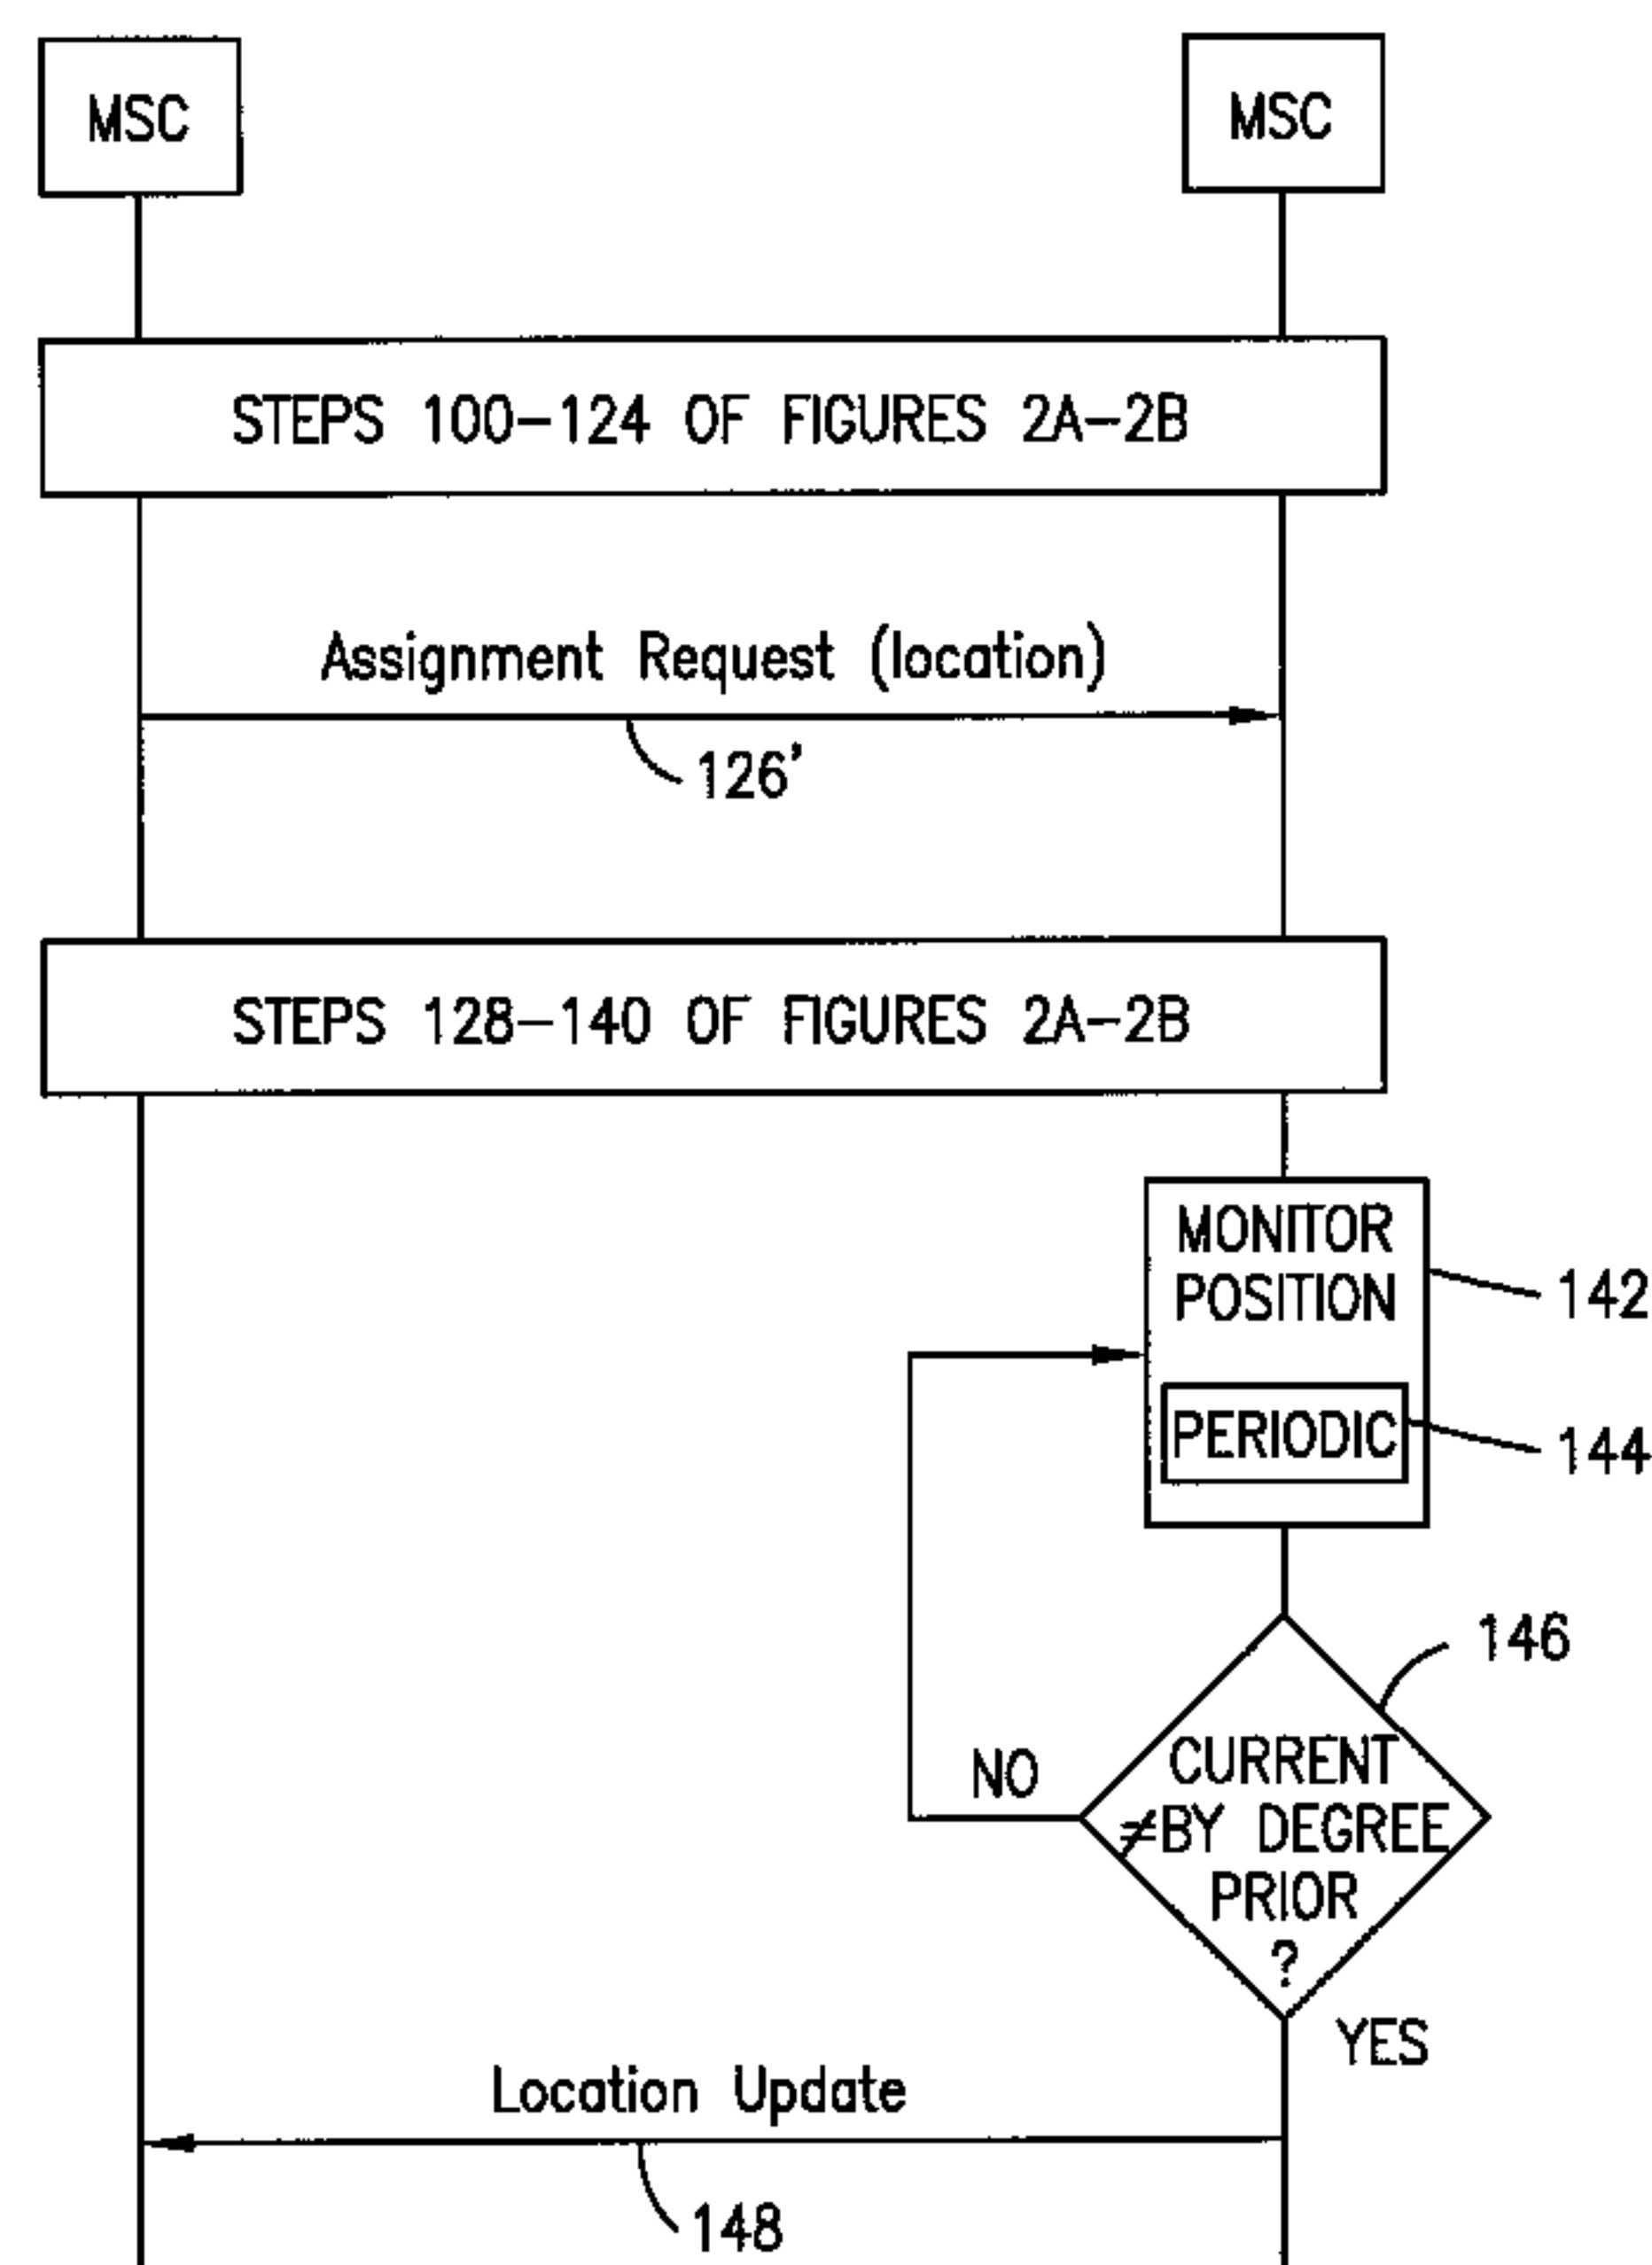 MSC
MSC
STEPS 100-124 OF FIGURES 2A-2B
Assignment Request (location)
126'
STEPS 128-140 OF FIGURES 2A-2B
MONITOR
POSITION
142
PERIODIC
144
146
NO
CURRENT
≠BY DEGREE
PRIOR
?
YES
Location Update
148